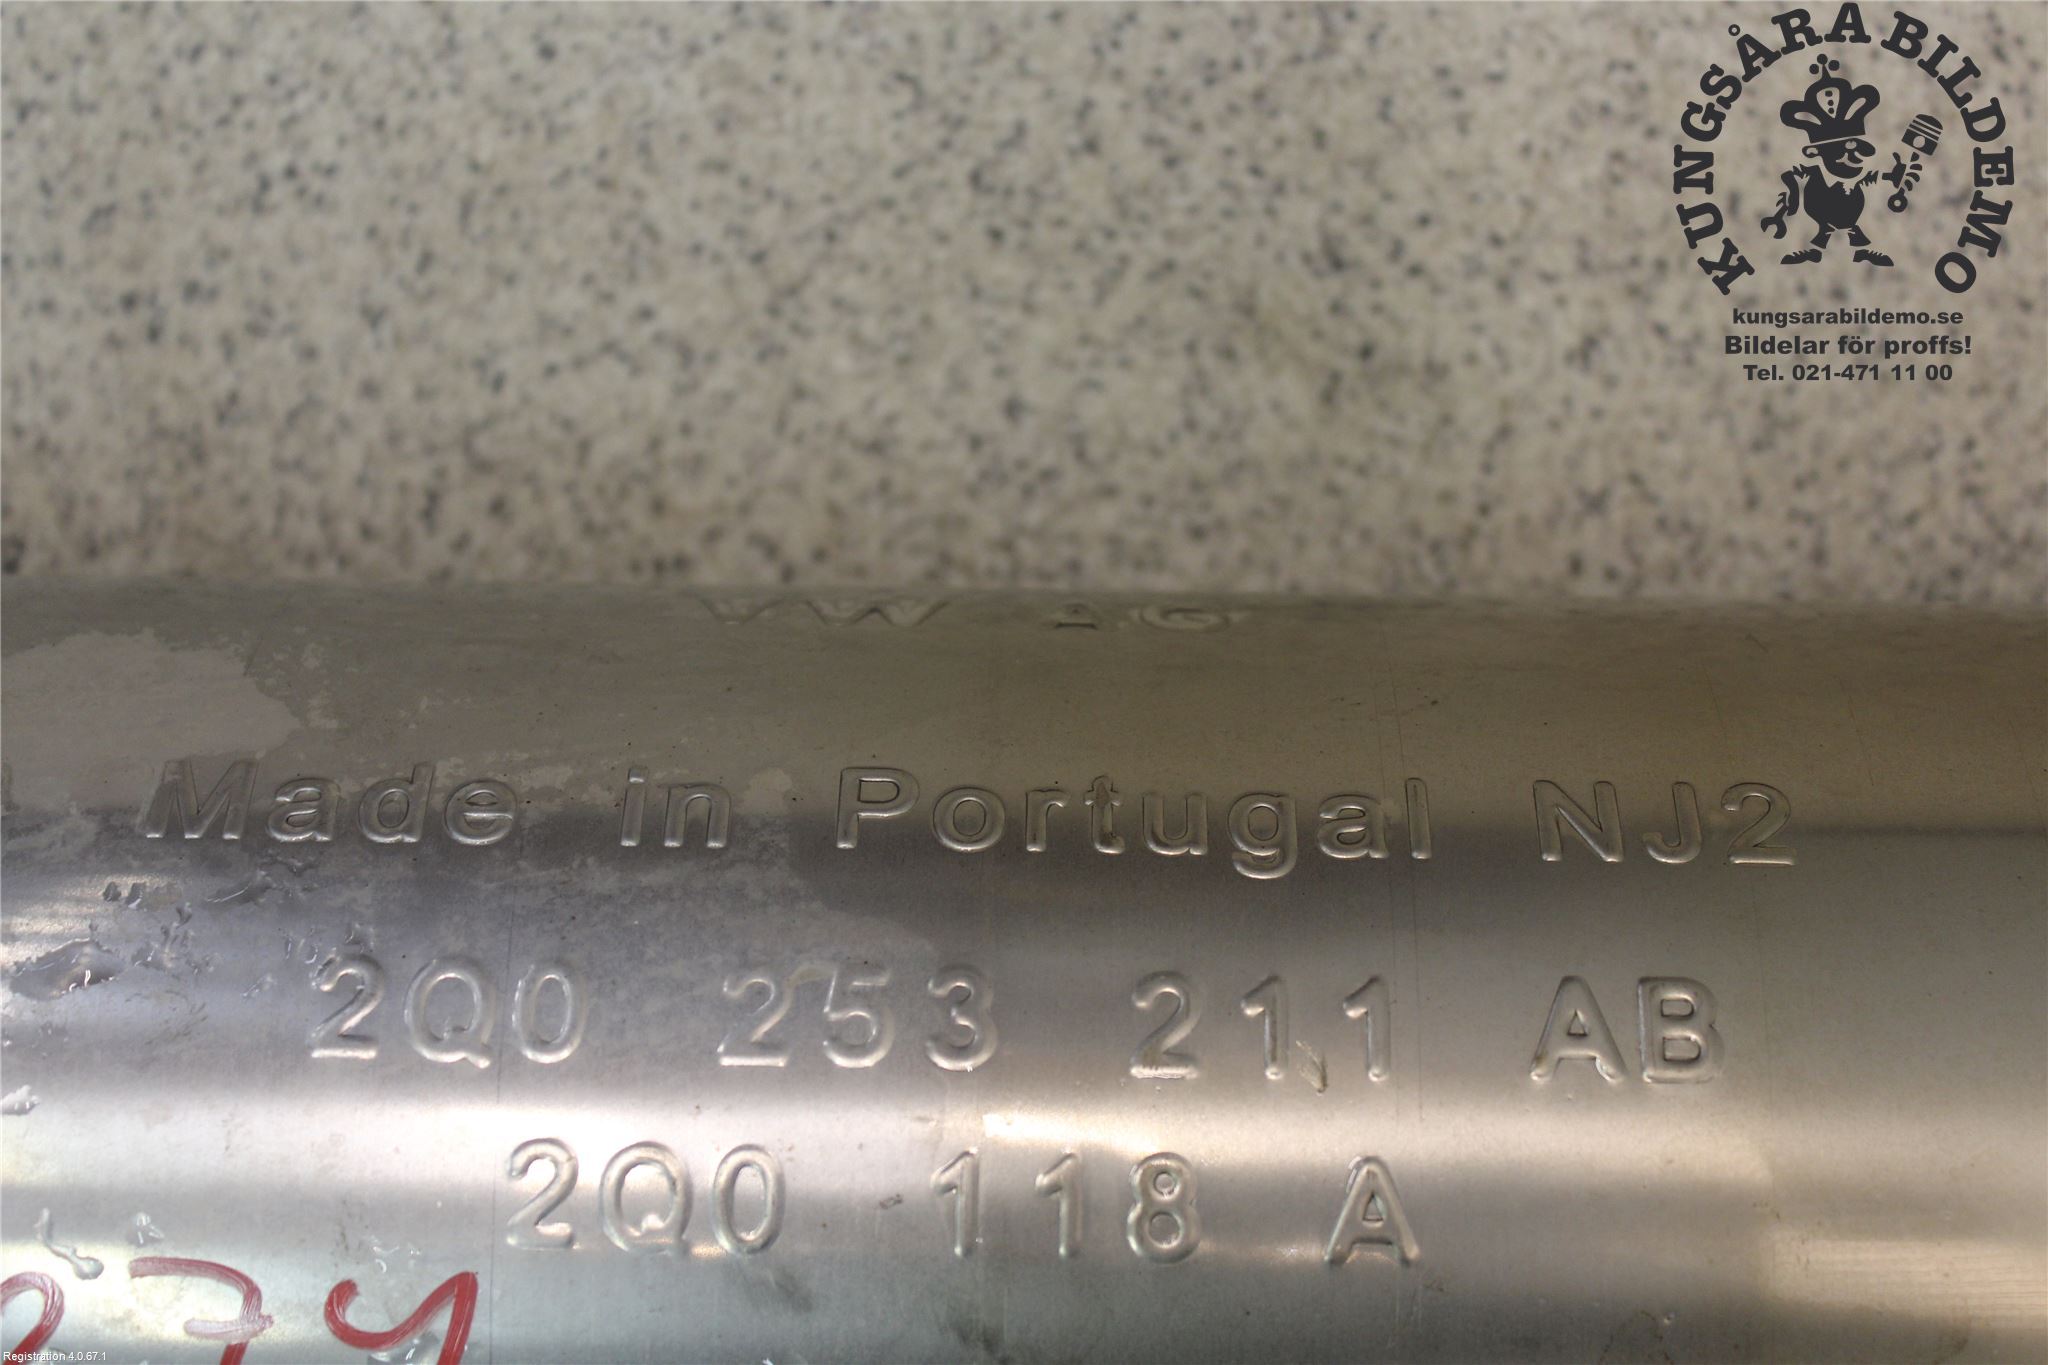 KUNGSÅRA BILDEMO
kungsarabildemo.se
Bildelar för proffs!
Tel. 021-471 11 00
VW AG
Made in Portugal NJ2
2Q0 253 211 AB
2Q0 118 A
Registration 4.0.67.1